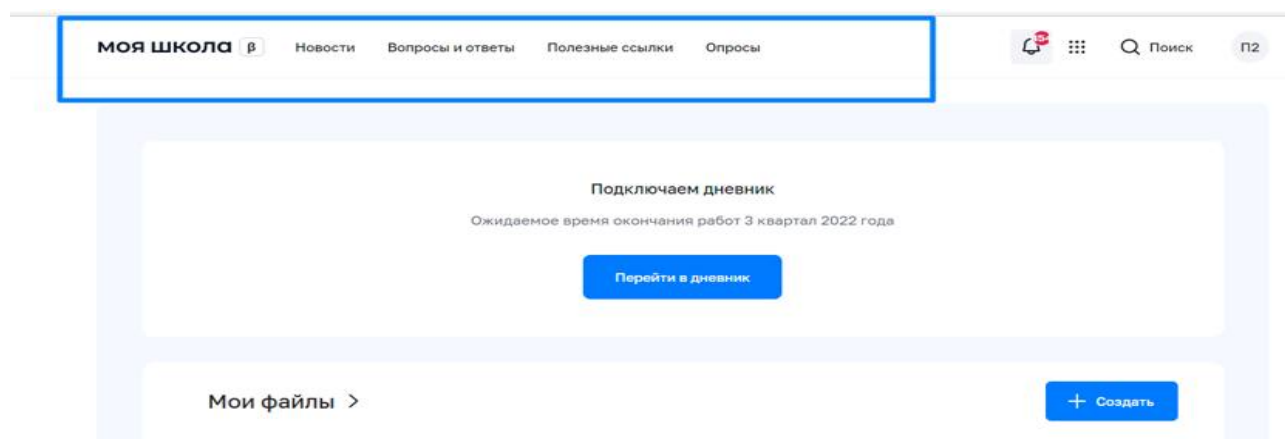 моя школа β Новости Вопросы и ответы Полезные ссылки Опросы Поиск П2
Подключаем дневник
Ожидаемое время окончания работ 3 квартал 2022 года
Перейти в дневник
Мои файлы >
+ Создать